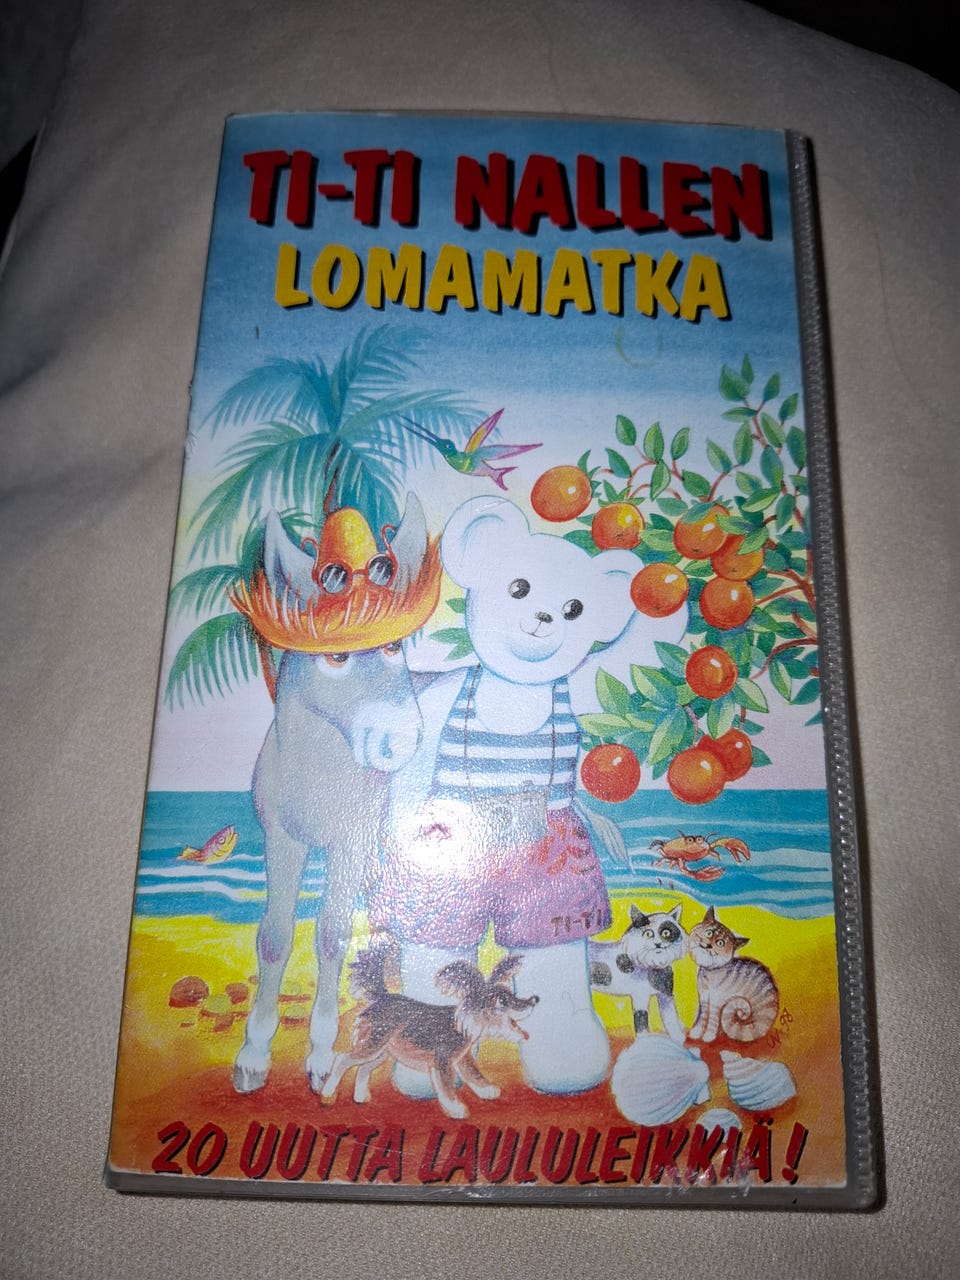 TI-TI NALLEN
LOMAMATKA
TI-TI
20 UUTTA LAULULEIKKIÄ!